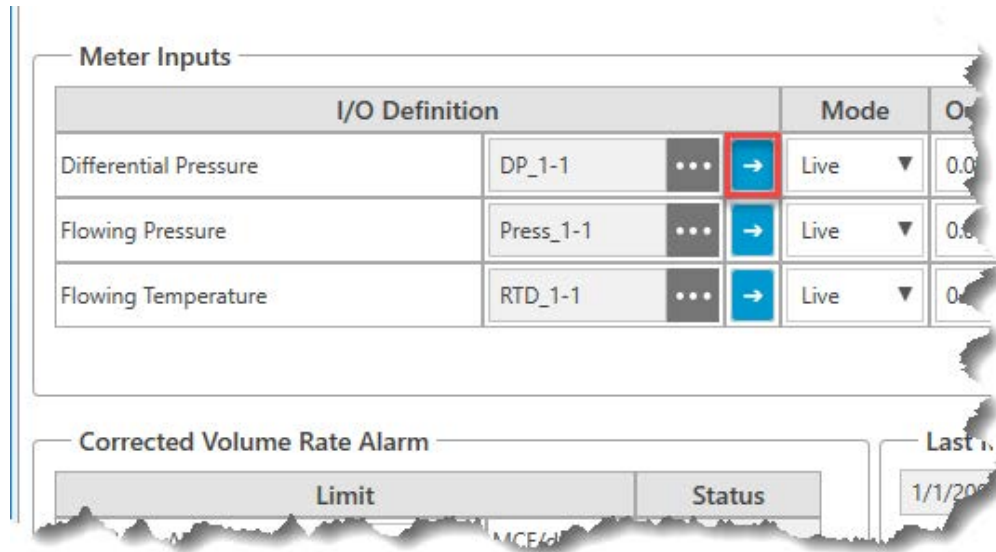 Meter Inputs
I/O Definition Mode
Differential Pressure DP_1-1 Live
Flowing Pressure Press_1-1 Live
Flowing Temperature RTD_1-1 Live
Corrected Volume Rate Alarm Last
Limit Status